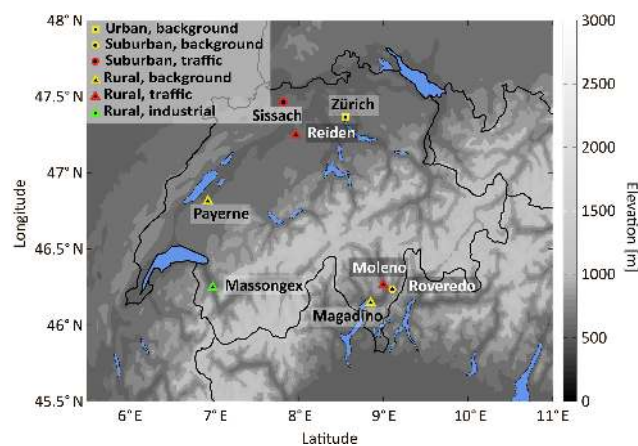 48° N
47.5° N
47° N
46.5° N
46° N
45.5° N
Longitude
Urban, background
Suburban, background
Suburban, traffic
Rural, background
Rural, traffic
Rural, industrial
Sissach
Zürich
Reiden
Payerne
Massongex
Moleno
Roveredo
Magadino
6° E
7° E
8° E
9° E
10° E
11° E
Latitude
3000
2500
2000
1500
1000
500
0
Elevation [m]